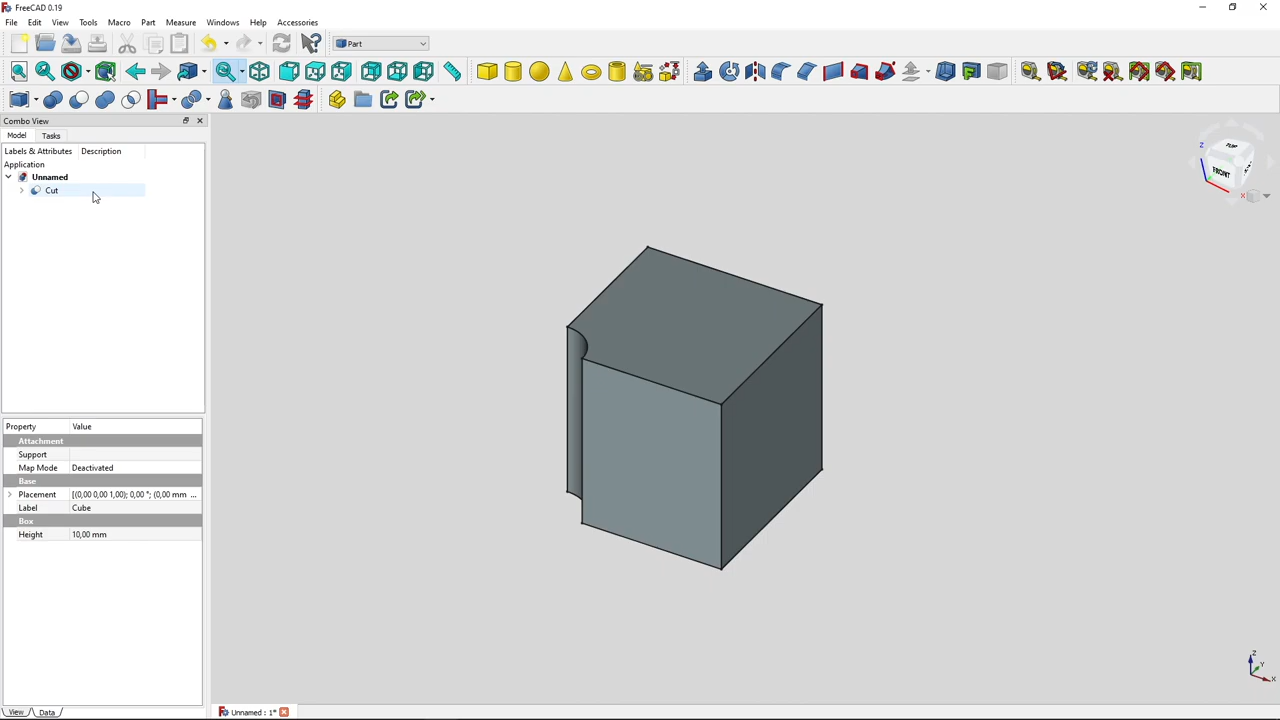 FreeCAD 0.19
File Edit View Tools Macro Part Measure Windows Help Accessories
Part
Combo View
Model Tasks
Labels & Attributes Description
Application
Unnamed
Cut
TOP
FRONT
Z
X
Property Value
Attachment
Support
Map Mode Deactivated
Base
Placement [(0,00 0,00 1,00); 0,00 °; (0,00 mm ...
Label Cube
Box
Height 10,00 mm
Z
Y
X
View Data
Unnamed : 1*